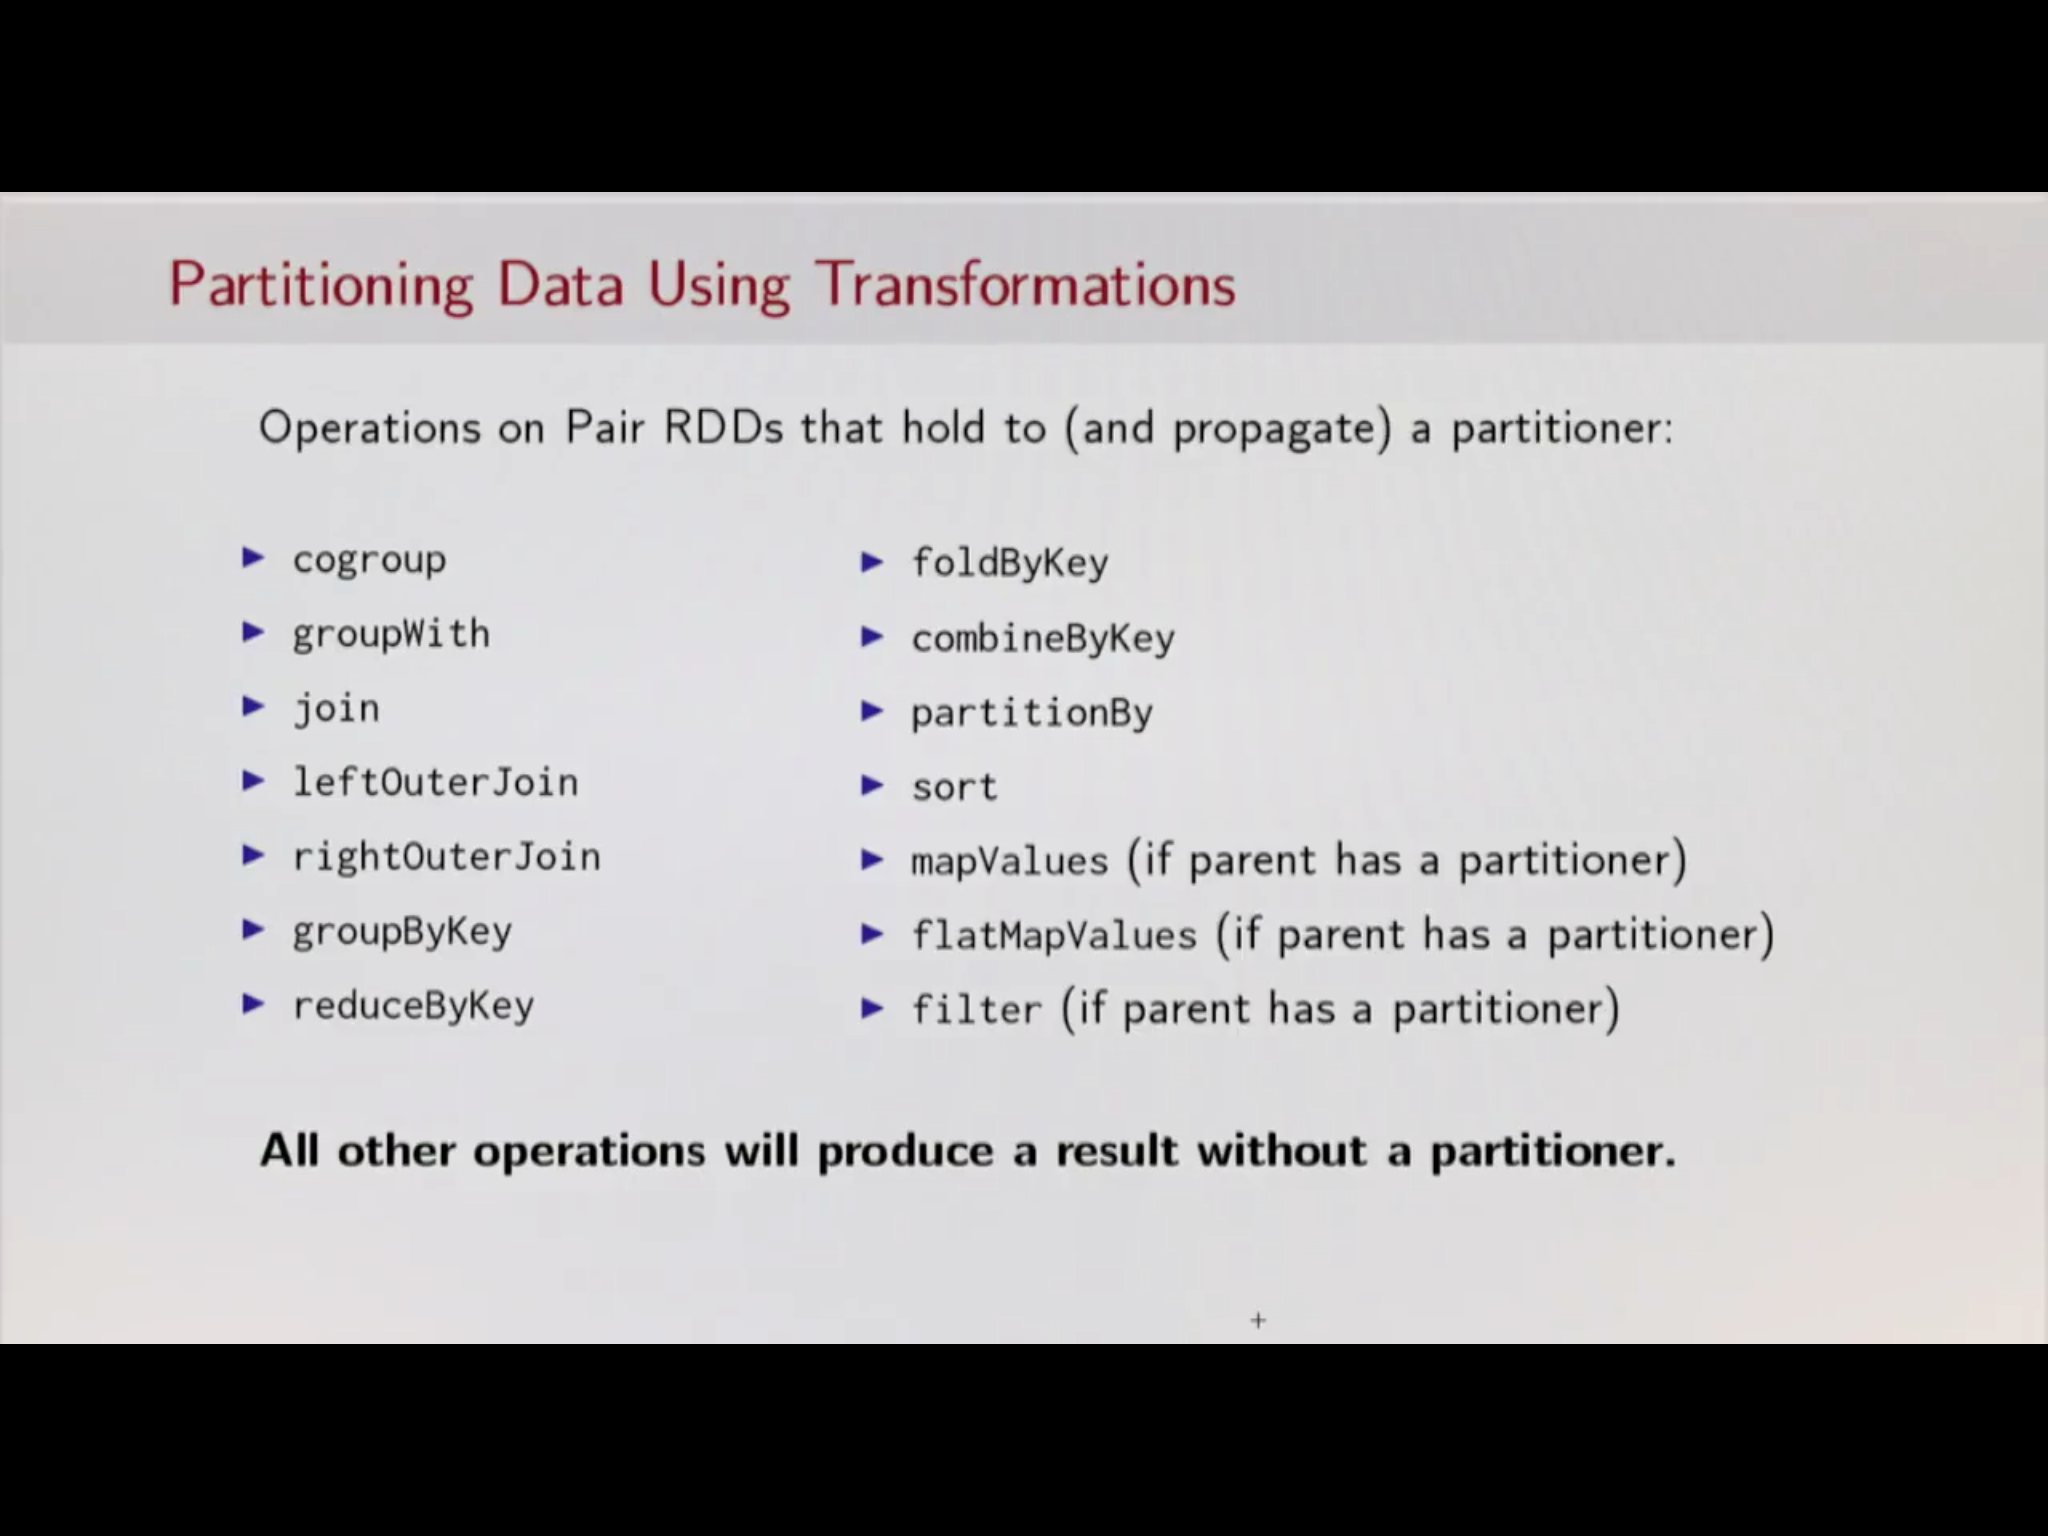 Partitioning Data Using Transformations
Operations on Pair RDDs that hold to (and propagate) a partitioner:
▶ cogroup
▶ groupWith
▶ join
▶ leftOuterJoin
▶ rightOuterJoin
▶ groupByKey
▶ reduceByKey
▶ foldByKey
▶ combineByKey
▶ partitionBy
▶ sort
▶ mapValues (if parent has a partitioner)
▶ flatMapValues (if parent has a partitioner)
▶ filter (if parent has a partitioner)
All other operations will produce a result without a partitioner.